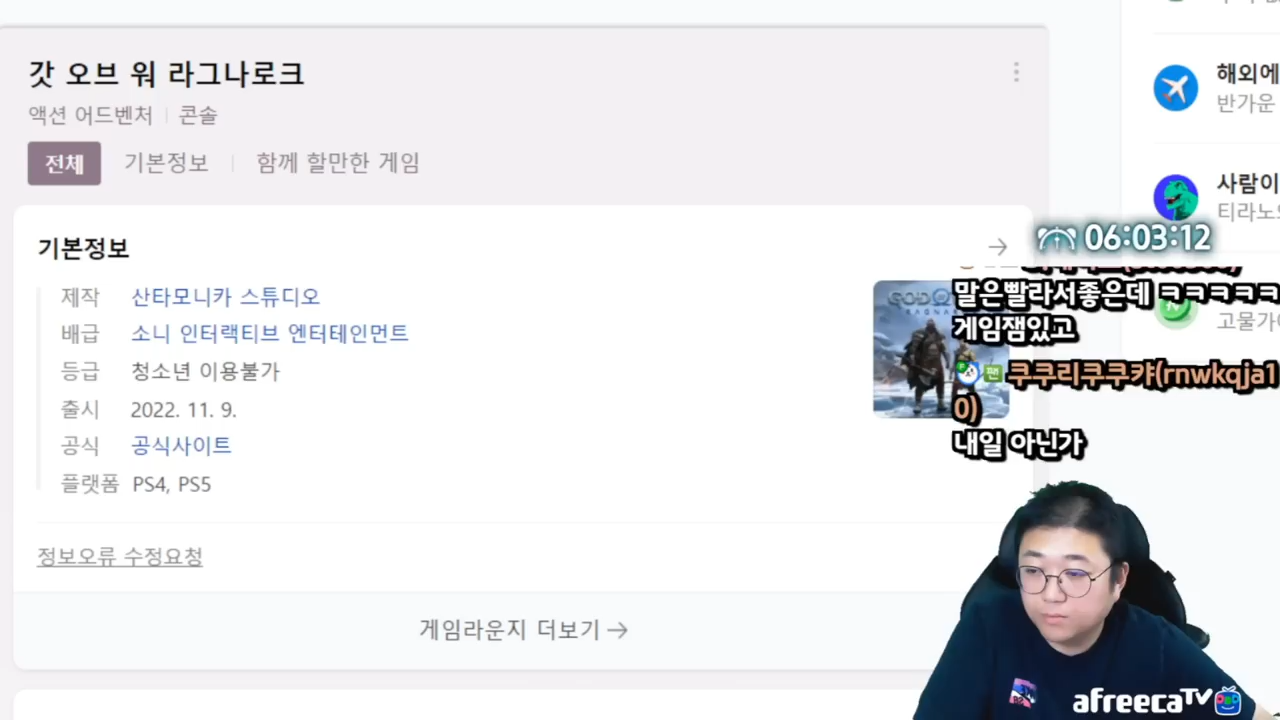 갓 오브 워 라그나로크
액션 어드벤처 | 콘솔
전체 기본정보 | 함께 할만한 게임
기본정보 →
제작 산타모니카 스튜디오
배급 소니 인터랙티브 엔터테인먼트
등급 청소년 이용불가
출시 2022. 11. 9.
공식 공식사이트
플랫폼 PS4, PS5
정보오류 수정요청
게임라운지 더보기 →
해외에
반가운
사람이
티라노
06:03:12
말은빨라서좋은데 ㅋㅋㅋㅋㅋ
게임잼있고
고물가
팬 쿠쿠리쿠쿠캬(rnwkqja1
0)
내일 아닌가
afreecaTV